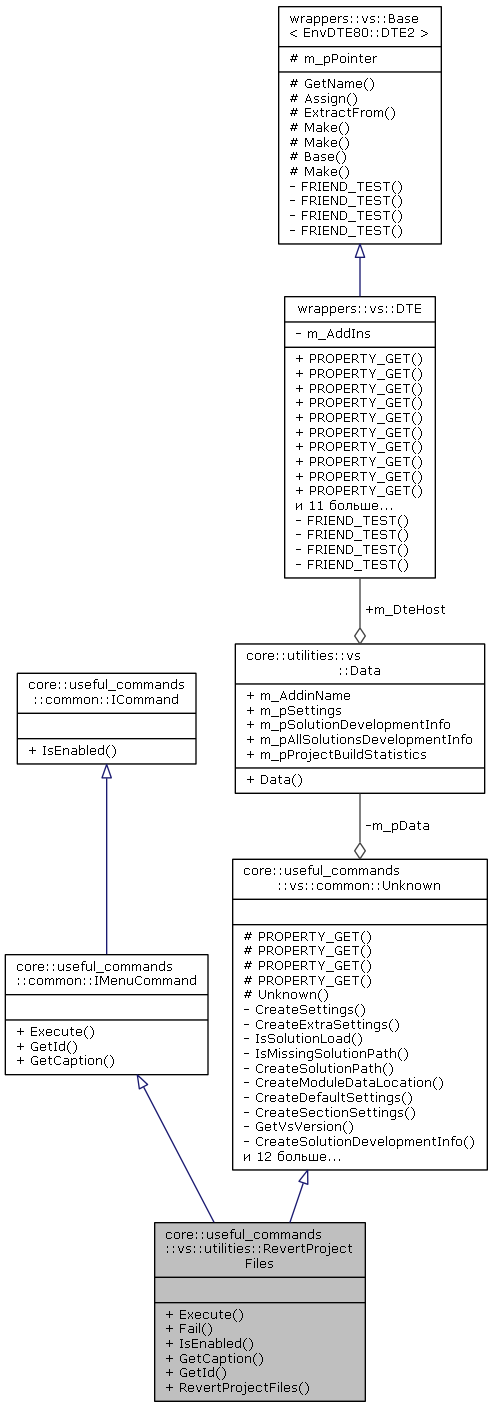 wrappers::vs::Base
< EnvDTE80::DTE2 >
# m_pPointer
# GetName()
# Assign()
# ExtractFrom()
# Make()
# Make()
# Base()
# Make()
- FRIEND_TEST()
- FRIEND_TEST()
- FRIEND_TEST()
- FRIEND_TEST()
wrappers::vs::DTE
- m_AddIns
+ PROPERTY_GET()
+ PROPERTY_GET()
+ PROPERTY_GET()
+ PROPERTY_GET()
+ PROPERTY_GET()
+ PROPERTY_GET()
+ PROPERTY_GET()
+ PROPERTY_GET()
+ PROPERTY_GET()
+ PROPERTY_GET()
и 11 больше...
- FRIEND_TEST()
- FRIEND_TEST()
- FRIEND_TEST()
- FRIEND_TEST()
+m_DteHost
core::utilities::vs
::Data
+ m_AddinName
+ m_pSettings
+ m_pSolutionDevelopmentInfo
+ m_pAllSolutionsDevelopmentInfo
+ m_pProjectBuildStatistics
+ Data()
core::useful_commands
::common::ICommand
+ IsEnabled()
-m_pData
core::useful_commands
::vs::common::Unknown
# PROPERTY_GET()
# PROPERTY_GET()
# PROPERTY_GET()
# PROPERTY_GET()
# Unknown()
- CreateSettings()
- CreateExtraSettings()
- IsSolutionLoad()
- IsMissingSolutionPath()
- CreateSolutionPath()
- CreateModuleDataLocation()
- CreateDefaultSettings()
- CreateSectionSettings()
- GetVsVersion()
- CreateSolutionDevelopmentInfo()
и 12 больше...
core::useful_commands
::common::IMenuCommand
+ Execute()
+ GetId()
+ GetCaption()
core::useful_commands
::vs::utilities::RevertProject
Files
+ Execute()
+ Fail()
+ IsEnabled()
+ GetCaption()
+ GetId()
+ RevertProjectFiles()